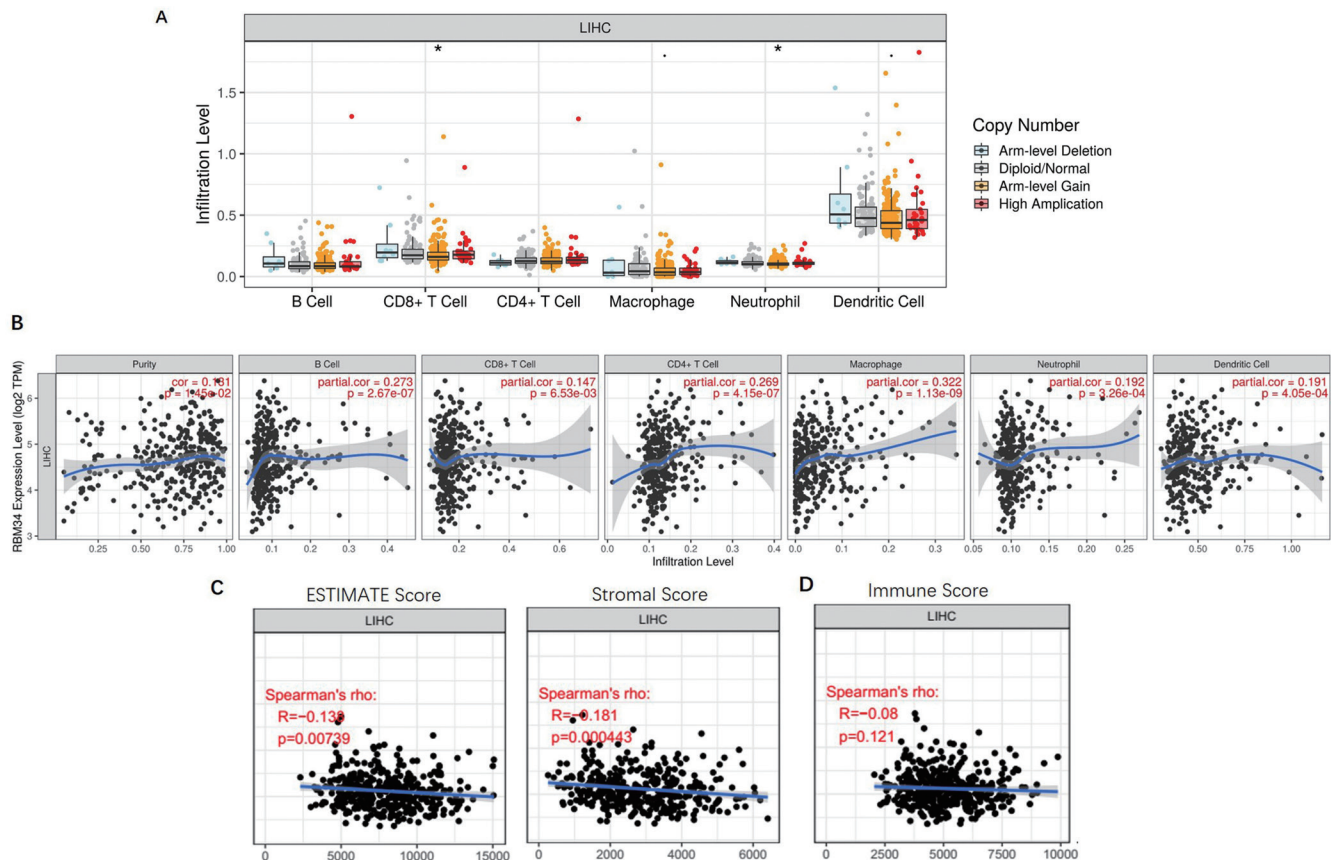 A
LIHC
*
*
Infiltration Level
1.5
1.0
0.5
0.0
B Cell
CD8+ T Cell
CD4+ T Cell
Macrophage
Neutrophil
Dendritic Cell
Copy Number
Arm-level Deletion
Diploid/Normal
Arm-level Gain
High Amplication
B
RBM34 Expression Level (log2 TPM)
LIHC
6
5
4
3
Purity
cor = 0.131
p = 1.45e-02
0.25 0.50 0.75 1.00
B Cell
partial.cor = 0.273
p = 2.67e-07
0.1 0.2 0.3 0.4
CD8+ T Cell
partial.cor = 0.147
p = 6.53e-03
0.2 0.4 0.6
CD4+ T Cell
partial.cor = 0.269
p = 4.15e-07
0.0 0.1 0.2 0.3 0.4
Macrophage
partial.cor = 0.322
p = 1.13e-09
0.0 0.1 0.2 0.3
Neutrophil
partial.cor = 0.192
p = 3.26e-04
0.05 0.10 0.15 0.20 0.25
Dendritic Cell
partial.cor = 0.191
p = 4.05e-04
0.50 0.75 1.00
Infiltration Level
C
ESTIMATE Score
LIHC
Spearman's rho:
R=−0.139
p=0.00739
0 5000 10000 15000
Stromal Score
LIHC
Spearman's rho:
R=−0.181
p=0.000443
0 2000 4000 6000
D
Immune Score
LIHC
Spearman's rho:
R=−0.08
p=0.121
0 2500 5000 7500 10000